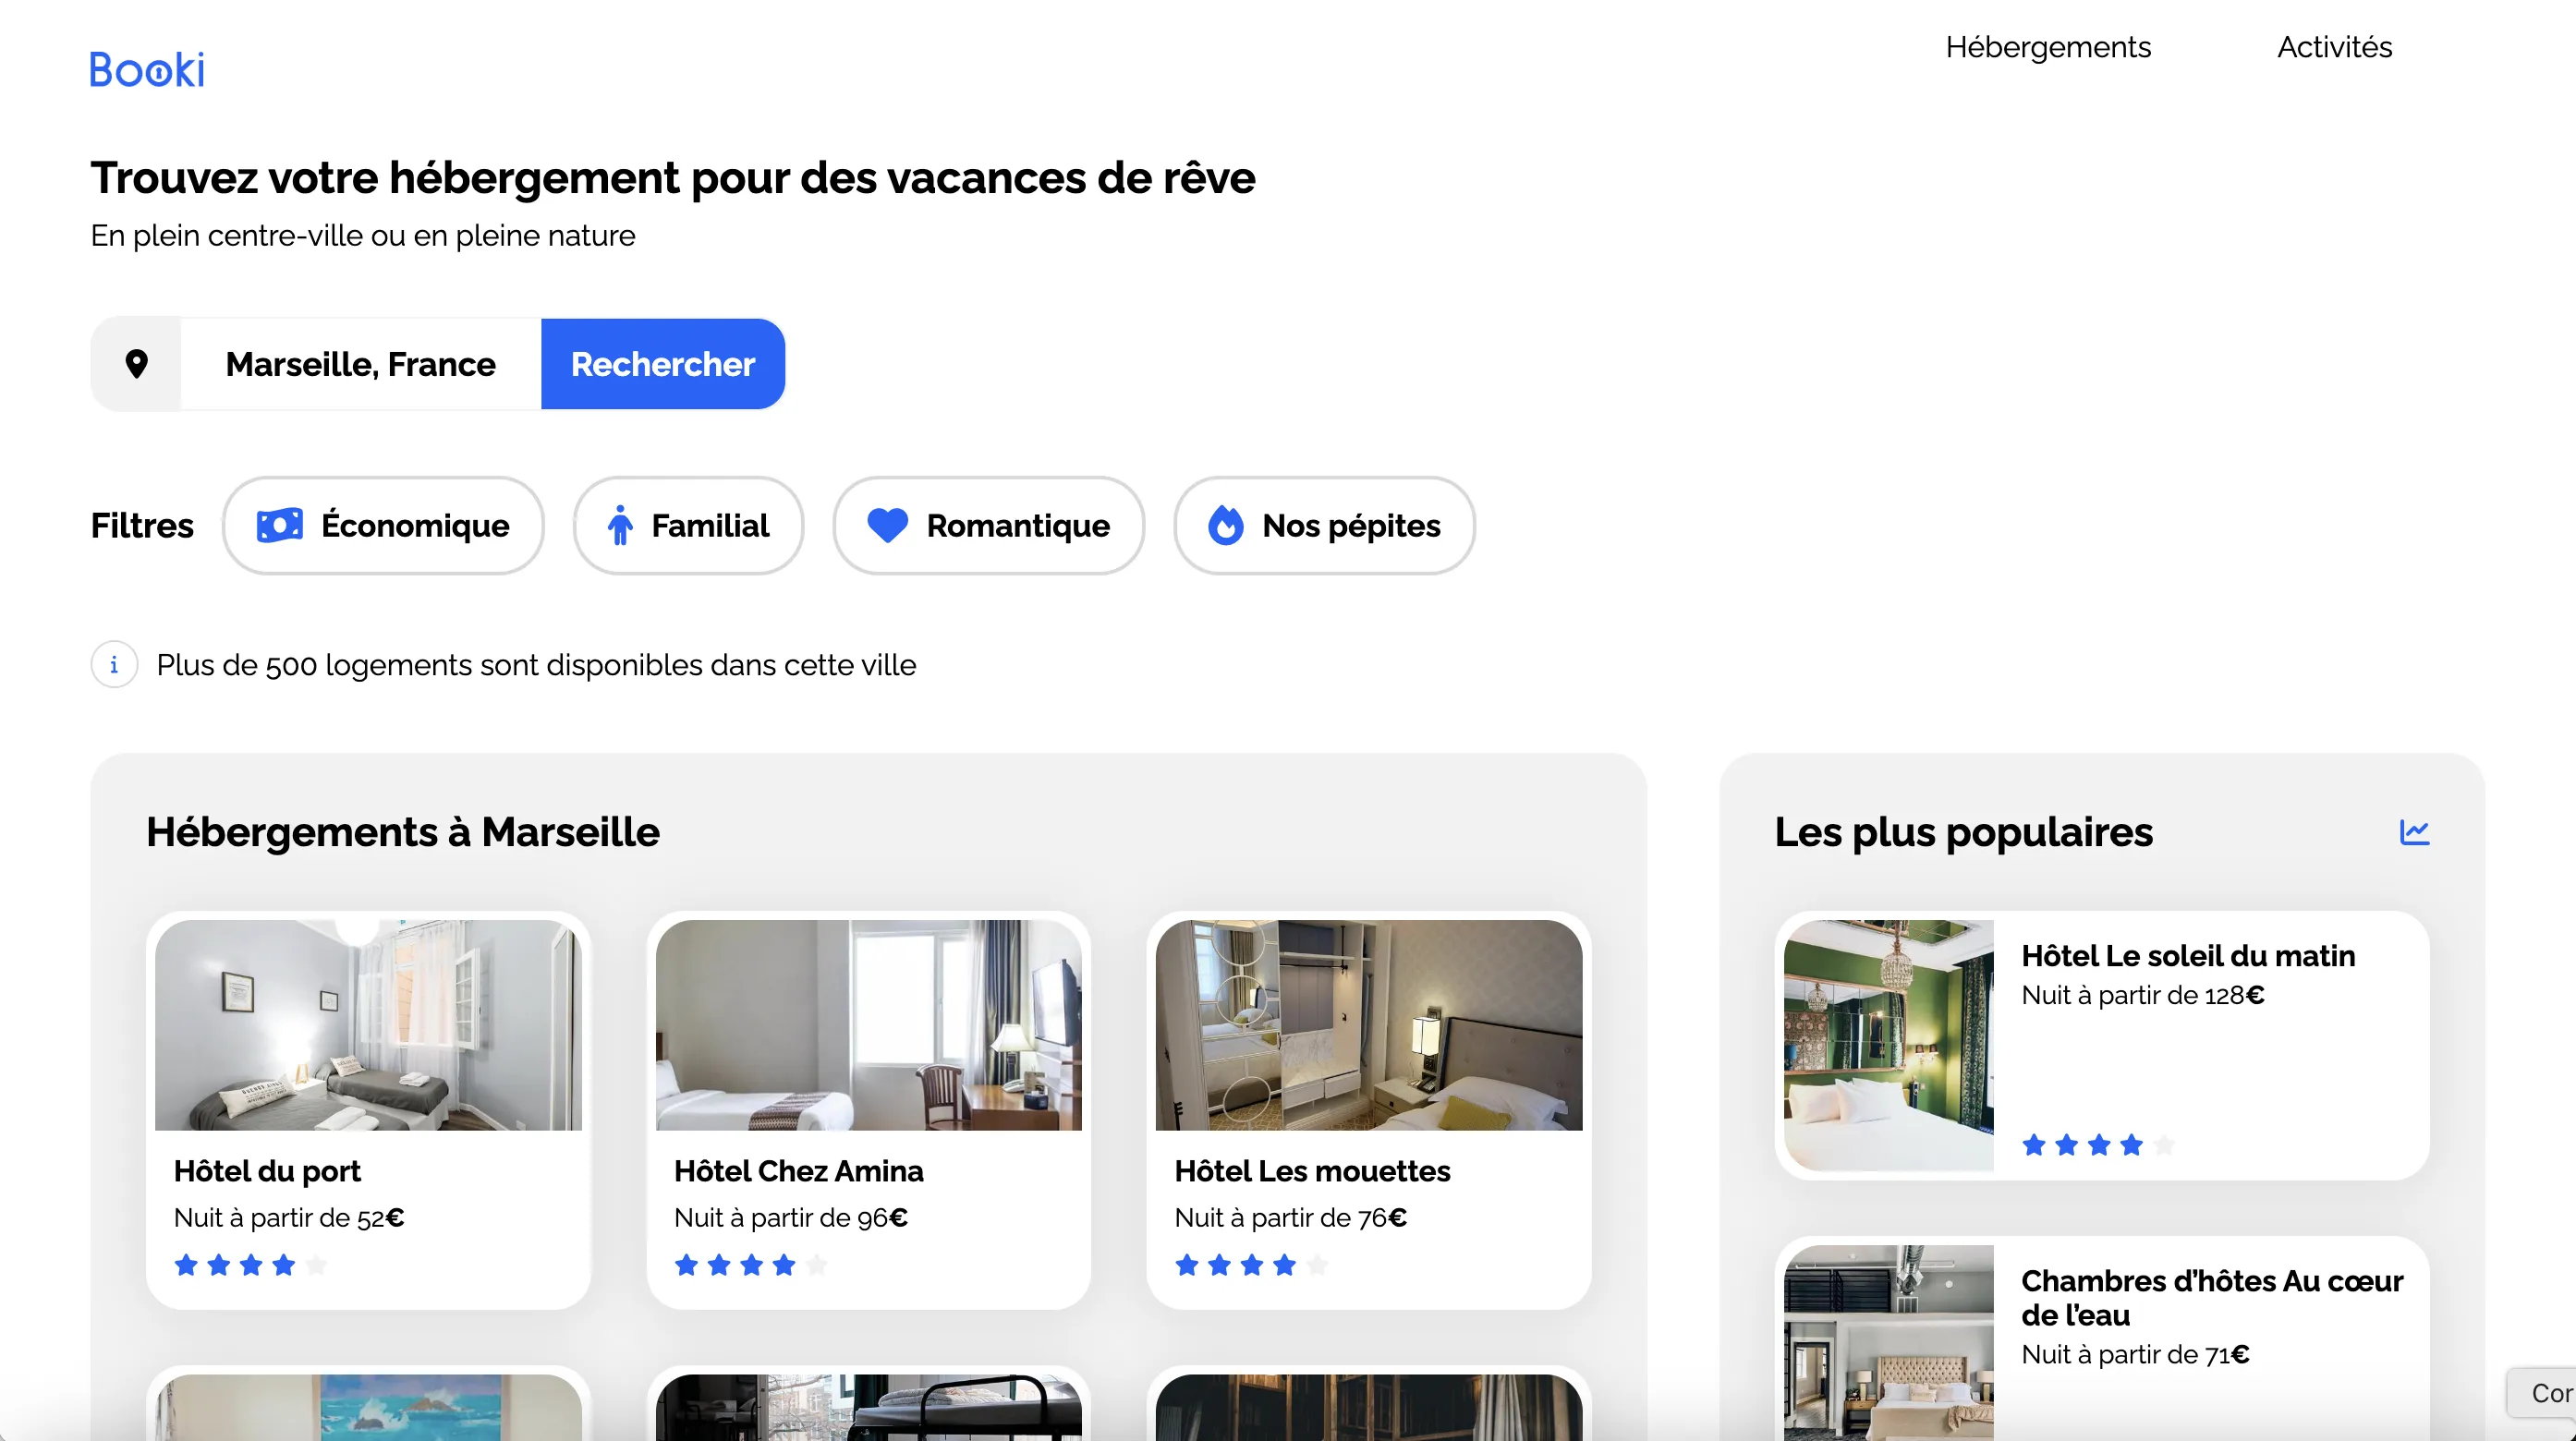 Booki
Hébergements
Activités
Trouvez votre hébergement pour des vacances de rêve
En plein centre-ville ou en pleine nature
Marseille, France
Rechercher
Filtres
Économique
Familial
Romantique
Nos pépites
i
Plus de 500 logements sont disponibles dans cette ville
Hébergements à Marseille
Hôtel du port
Nuit à partir de 52€
Hôtel Chez Amina
Nuit à partir de 96€
Hôtel Les mouettes
Nuit à partir de 76€
Les plus populaires
Hôtel Le soleil du matin
Nuit à partir de 128€
Chambres d’hôtes Au cœur
de l’eau
Nuit à partir de 71€
Cor